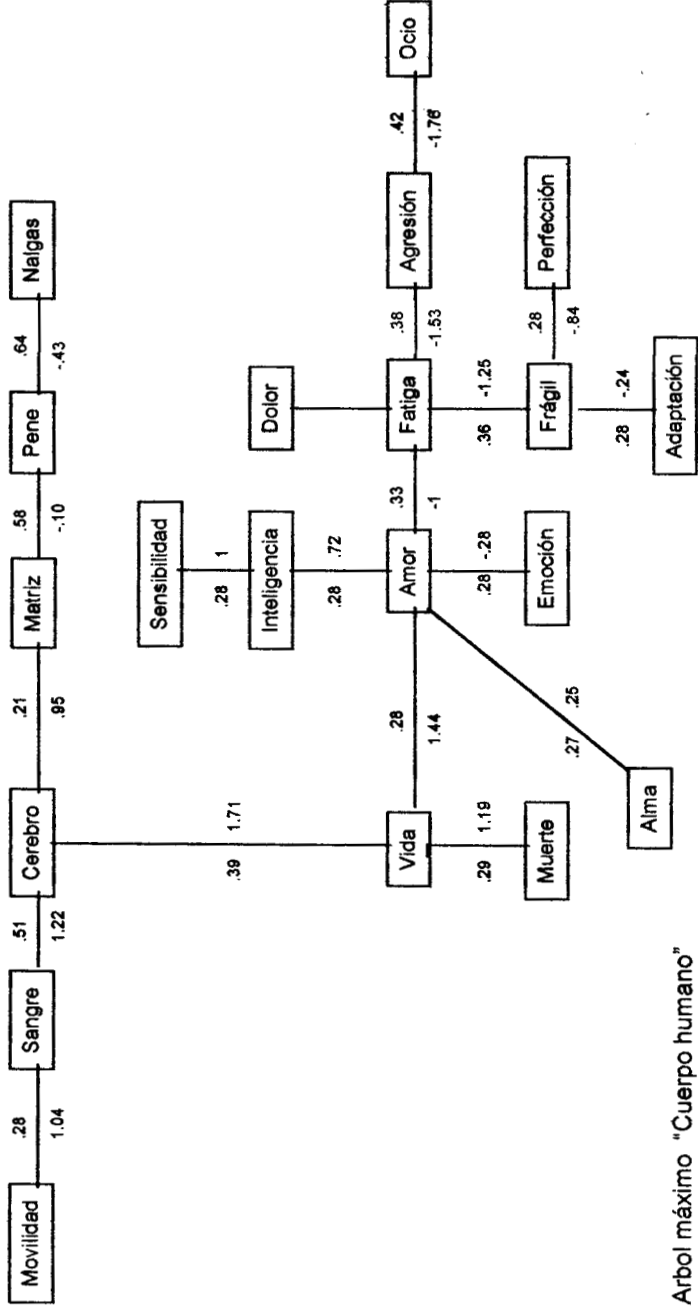 Movilidad
.28
1.04
Sangre
.51
1.22
Cerebro
.21
.95
Matriz
.58
-.10
Pene
.64
-.43
Nalgas
Sensibilidad
.28
1
Inteligencia
Dolor
.39
1.71
.28
.72
Vida
.28
1.44
Amor
.33
-1
Fatiga
.38
-1.53
Agresión
.42
-1.76
Ocio
.29
1.19
.28
-.28
.36
-1.25
Muerte
Emoción
Frágil
.28
-.84
Perfección
.27
.25
.28
-.24
Alma
Adaptación
Arbol máximo "Cuerpo humano"